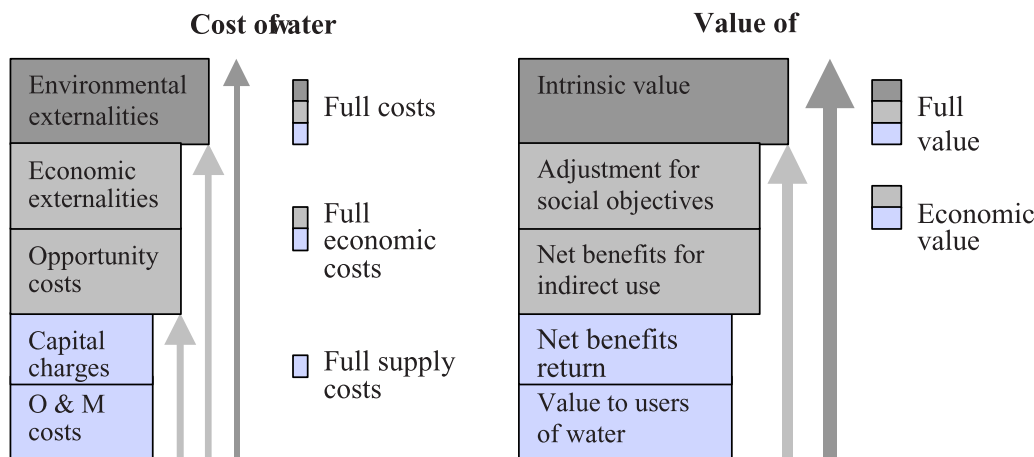 Cost of water
Environmental
externalities
Economic
externalities
Opportunity
costs
Capital
charges
O & M
costs
Full costs
Full
economic
costs
Full supply
costs
Value of
Intrinsic value
Adjustment for
social objectives
Net benefits for
indirect use
Net benefits
return
Value to users
of water
Full
value
Economic
value